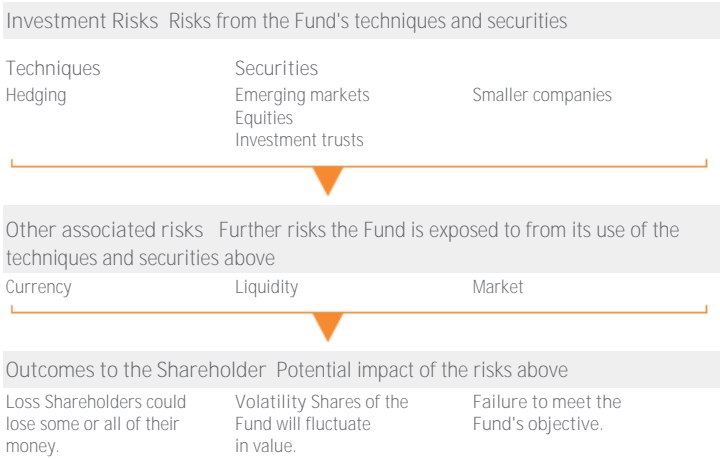 Investment Risks Risks from the Fund's techniques and securities
Techniques Securities
Hedging Emerging markets Smaller companies
Equities
Investment trusts
Other associated risks Further risks the Fund is exposed to from its use of the
techniques and securities above
Currency Liquidity Market
Outcomes to the Shareholder Potential impact of the risks above
Loss Shareholders could
lose some or all of their
money.
Volatility Shares of the
Fund will fluctuate
in value.
Failure to meet the
Fund's objective.